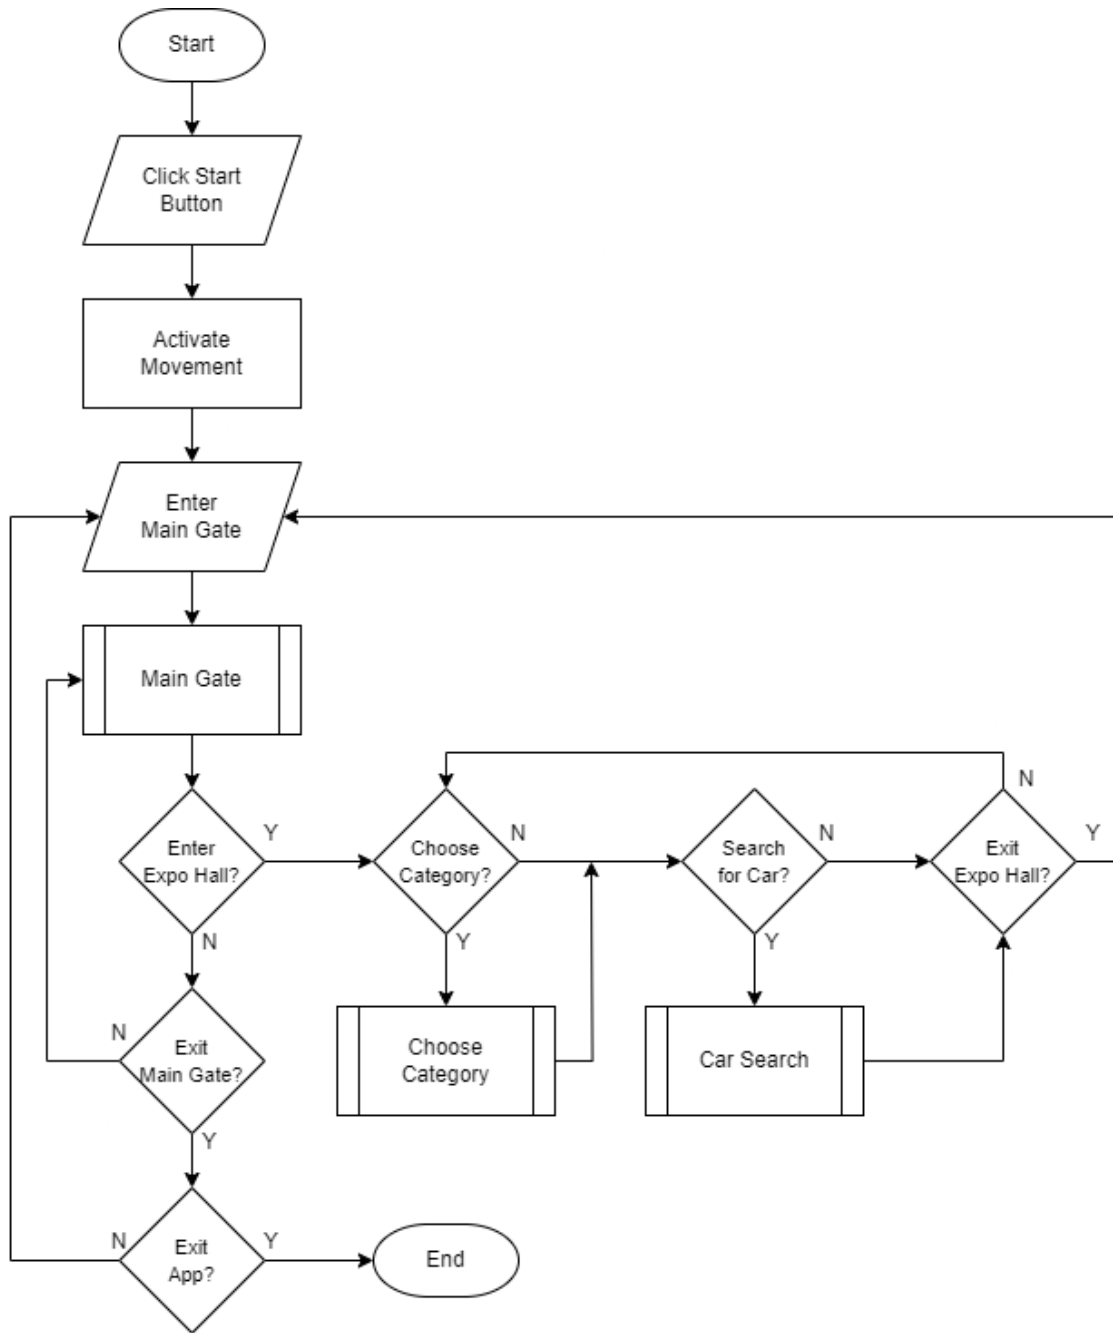 Start
Click Start
Button
Activate
Movement
Enter
Main Gate
Main Gate
Enter
Expo Hall?
Y
N
Choose
Category?
N
Y
Search
for Car?
N
Y
Exit
Expo Hall?
N
Y
Choose
Category
Car Search
Exit
Main Gate?
N
Y
Exit
App?
N
Y
End